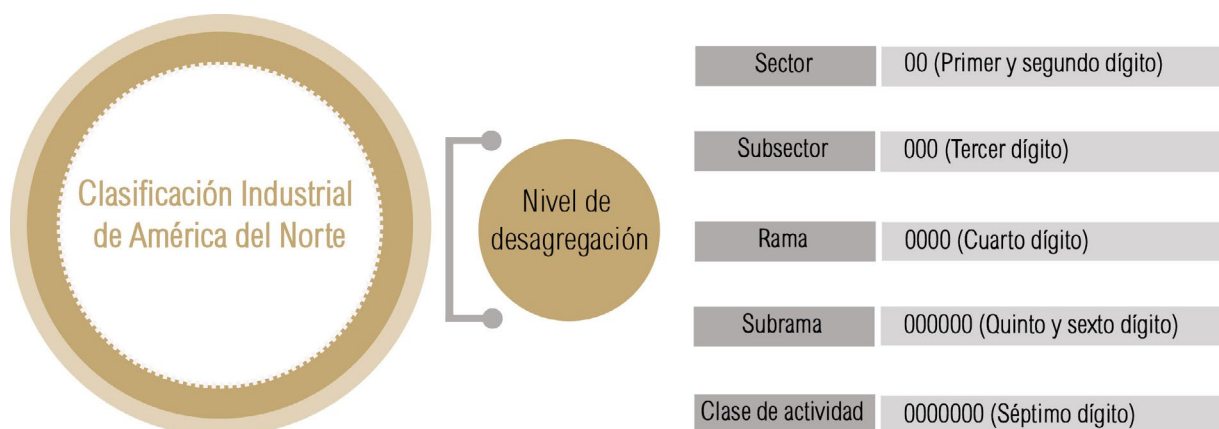 Clasificación Industrial
de América del Norte
Nivel de
desagregación
Sector 00 (Primer y segundo dígito)
Subsector 000 (Tercer dígito)
Rama 0000 (Cuarto dígito)
Subrama 000000 (Quinto y sexto dígito)
Clase de actividad 0000000 (Séptimo dígito)